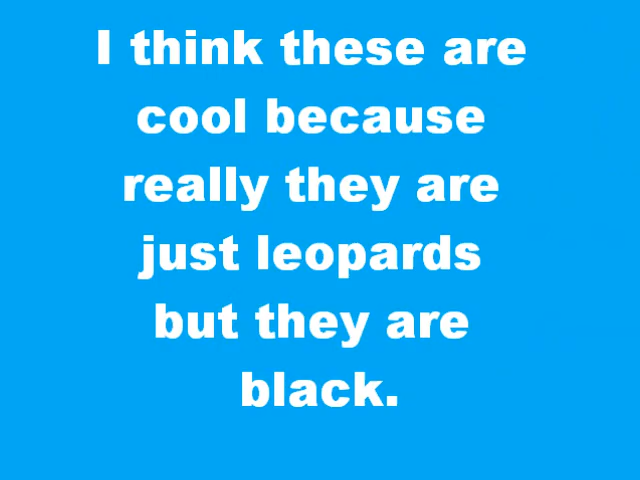 I think these are
cool because
really they are
just leopards
but they are
black.